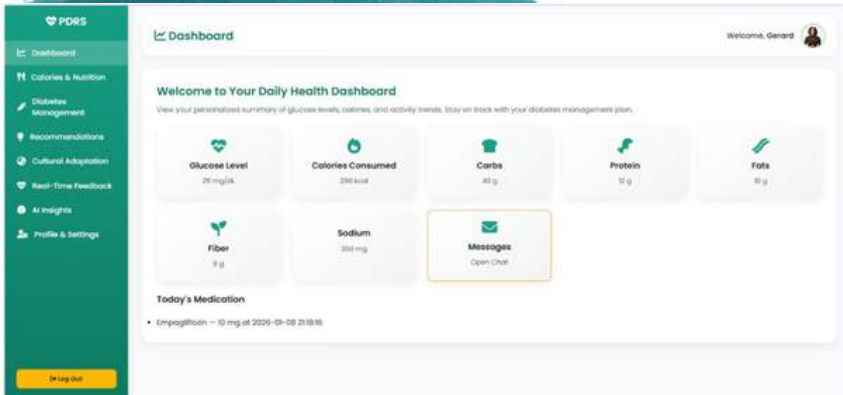 PDRS
Dashboard
Calories & Nutrition
Diabetes
Management
Recommendations
Cultural Adaptation
Real-Time Feedback
AI Insights
Profile & Settings
Log Out
Dashboard
Welcome, Gerard
Welcome to Your Daily Health Dashboard
View your personalized summary of glucose levels, calories, and activity trends. Stay on track with your diabetes management plan.
Glucose Level
Calories Consumed
Carbs
40 g
Protein
12 g
Fats
Fiber
Sodium
Messages
Open Chat
Today's Medication
Empagliflozin — 10 mg at 2026-01-08 21:18:16